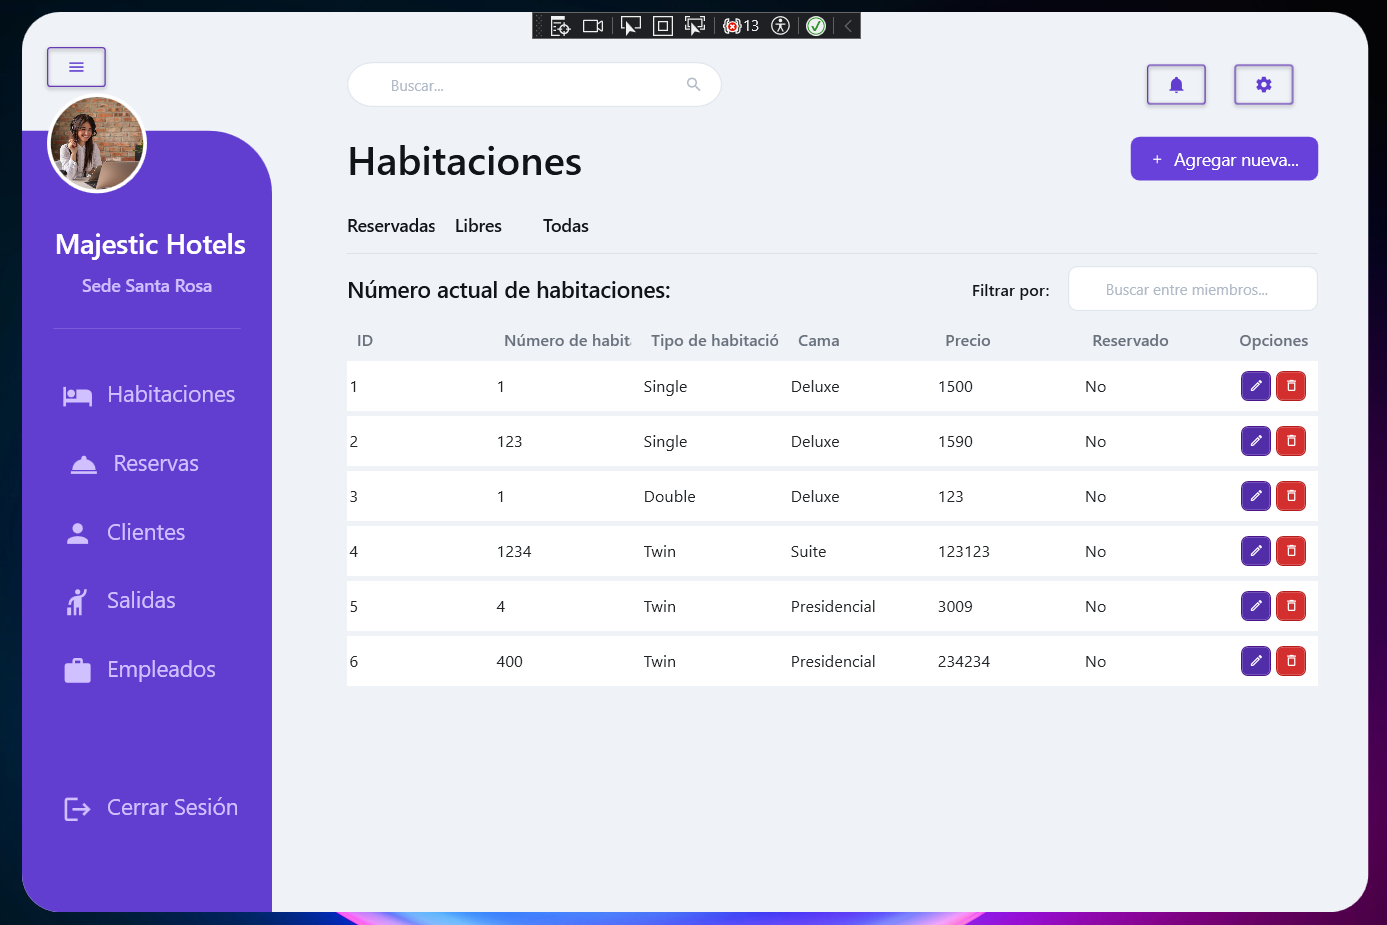 13
Buscar...
Habitaciones
+ Agregar nueva...
Majestic Hotels
Sede Santa Rosa
Habitaciones
Reservas
Clientes
Salidas
Empleados
Cerrar Sesión
Reservadas Libres Todas
Número actual de habitaciones:
Filtrar por: Buscar entre miembros...
ID Número de habit Tipo de habitació Cama Precio Reservado Opciones
1 1 Single Deluxe 1500 No
2 123 Single Deluxe 1590 No
3 1 Double Deluxe 123 No
4 1234 Twin Suite 123123 No
5 4 Twin Presidencial 3009 No
6 400 Twin Presidencial 234234 No